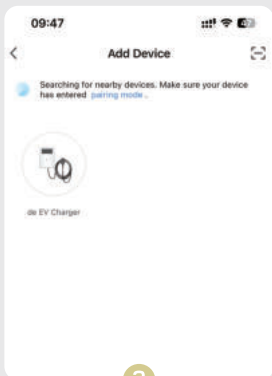 09:47
Add Device
Searching for nearby devices. Make sure your device
has entered pairing mode.
de EV Charger